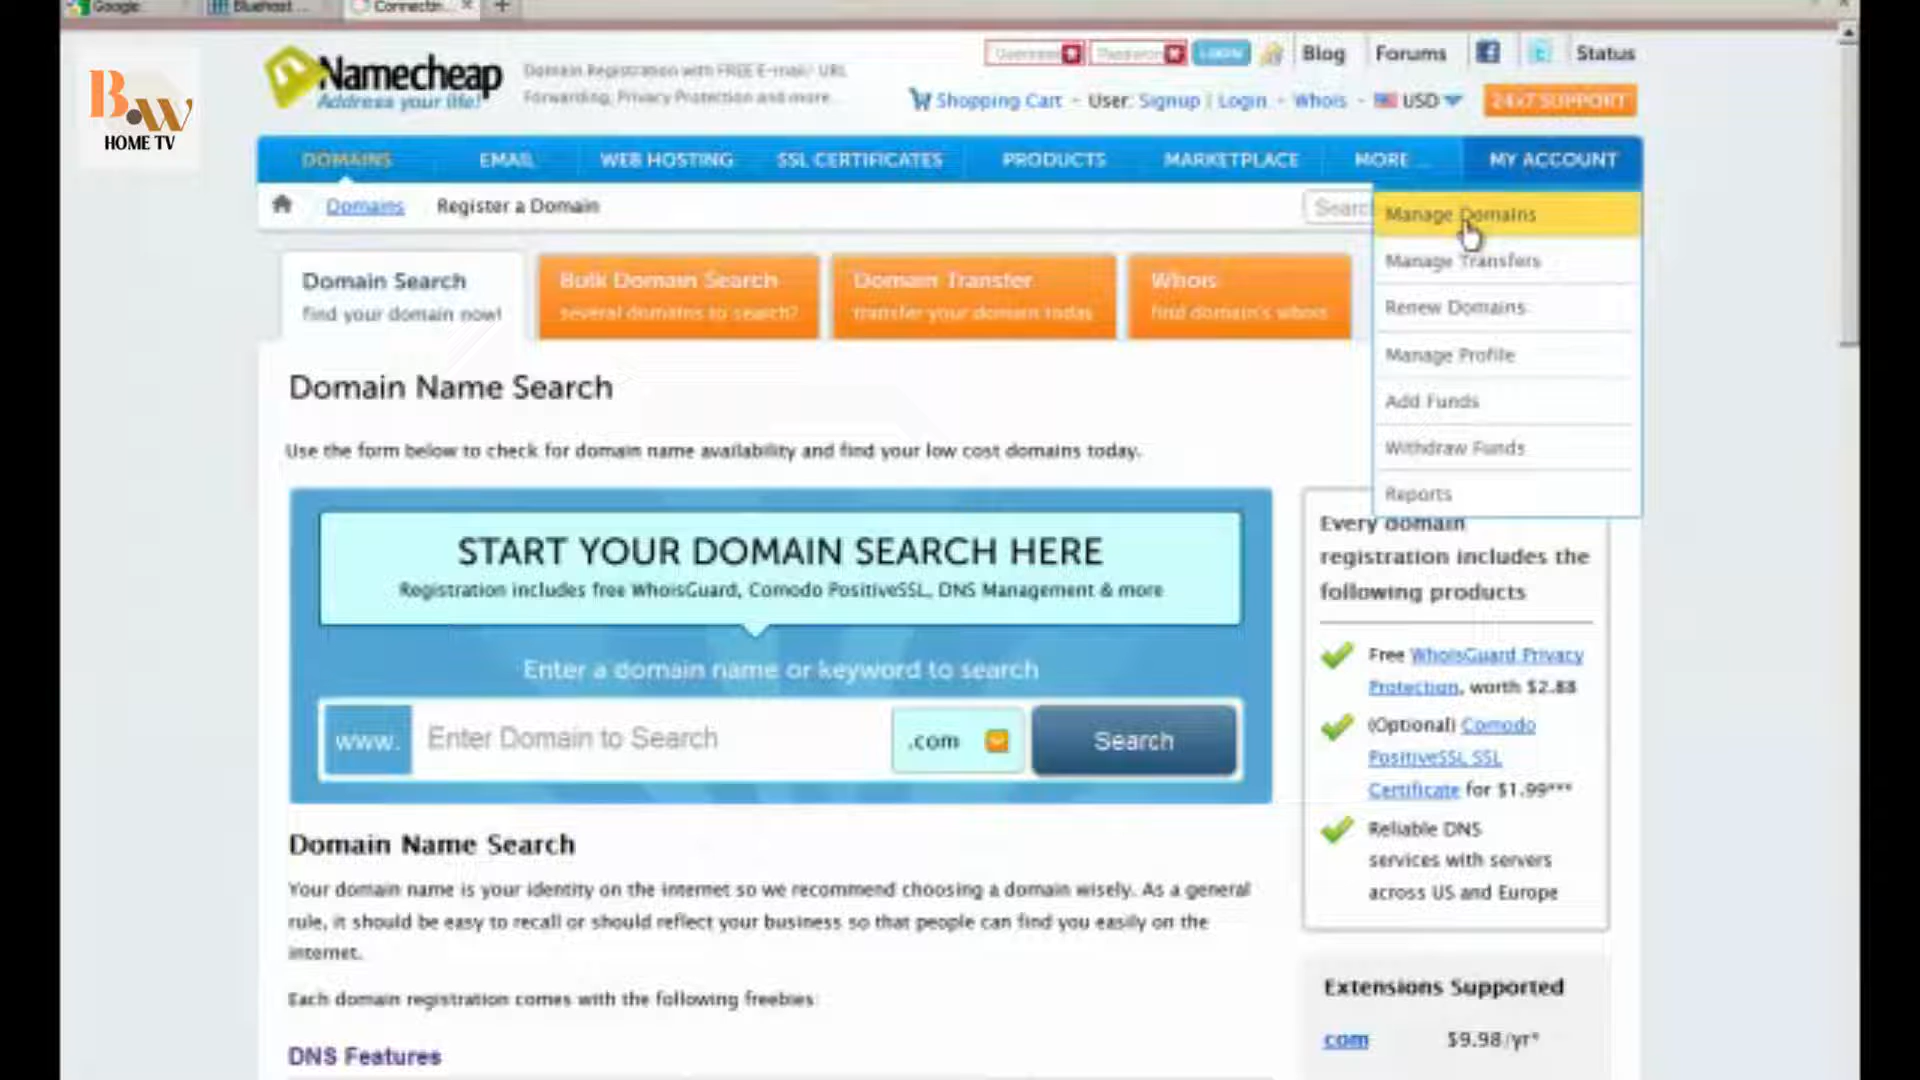 Google
Bluehost ...
Connectin...
B.W
HOME TV
Namecheap
Address your life!
Domain Registration with FREE E-mail/ URL
Forwarding, Privacy Protection and more...
Username
Password
LOGIN
Blog
Forums
Status
Shopping Cart - User: Signup | Login - Whois - USD
24x7 SUPPORT
DOMAINS
EMAIL
WEB HOSTING
SSL CERTIFICATES
PRODUCTS
MARKETPLACE
MORE ...
MY ACCOUNT
Domains
Register a Domain
Search
Manage Domains
Manage Transfers
Renew Domains
Manage Profile
Add Funds
Withdraw Funds
Reports
Domain Search
find your domain now!
Bulk Domain Search
several domains to search?
Domain Transfer
transfer your domain today
Whois
find domain's whois
Domain Name Search
Use the form below to check for domain name availability and find your low cost domains today.
START YOUR DOMAIN SEARCH HERE
Registration includes free WhoisGuard, Comodo PositiveSSL, DNS Management & more
Enter a domain name or keyword to search
www.
Enter Domain to Search
.com
Search
Every domain
registration includes the
following products
Free WhoisGuard Privacy
Protection, worth $2.88
(Optional) Comodo
PositiveSSL SSL
Certificate for $1.99***
Reliable DNS
services with servers
across US and Europe
Domain Name Search
Your domain name is your identity on the internet so we recommend choosing a domain wisely. As a general
rule, it should be easy to recall or should reflect your business so that people can find you easily on the
internet.
Each domain registration comes with the following freebies
DNS Features
Extensions Supported
com
$9.98/yr*